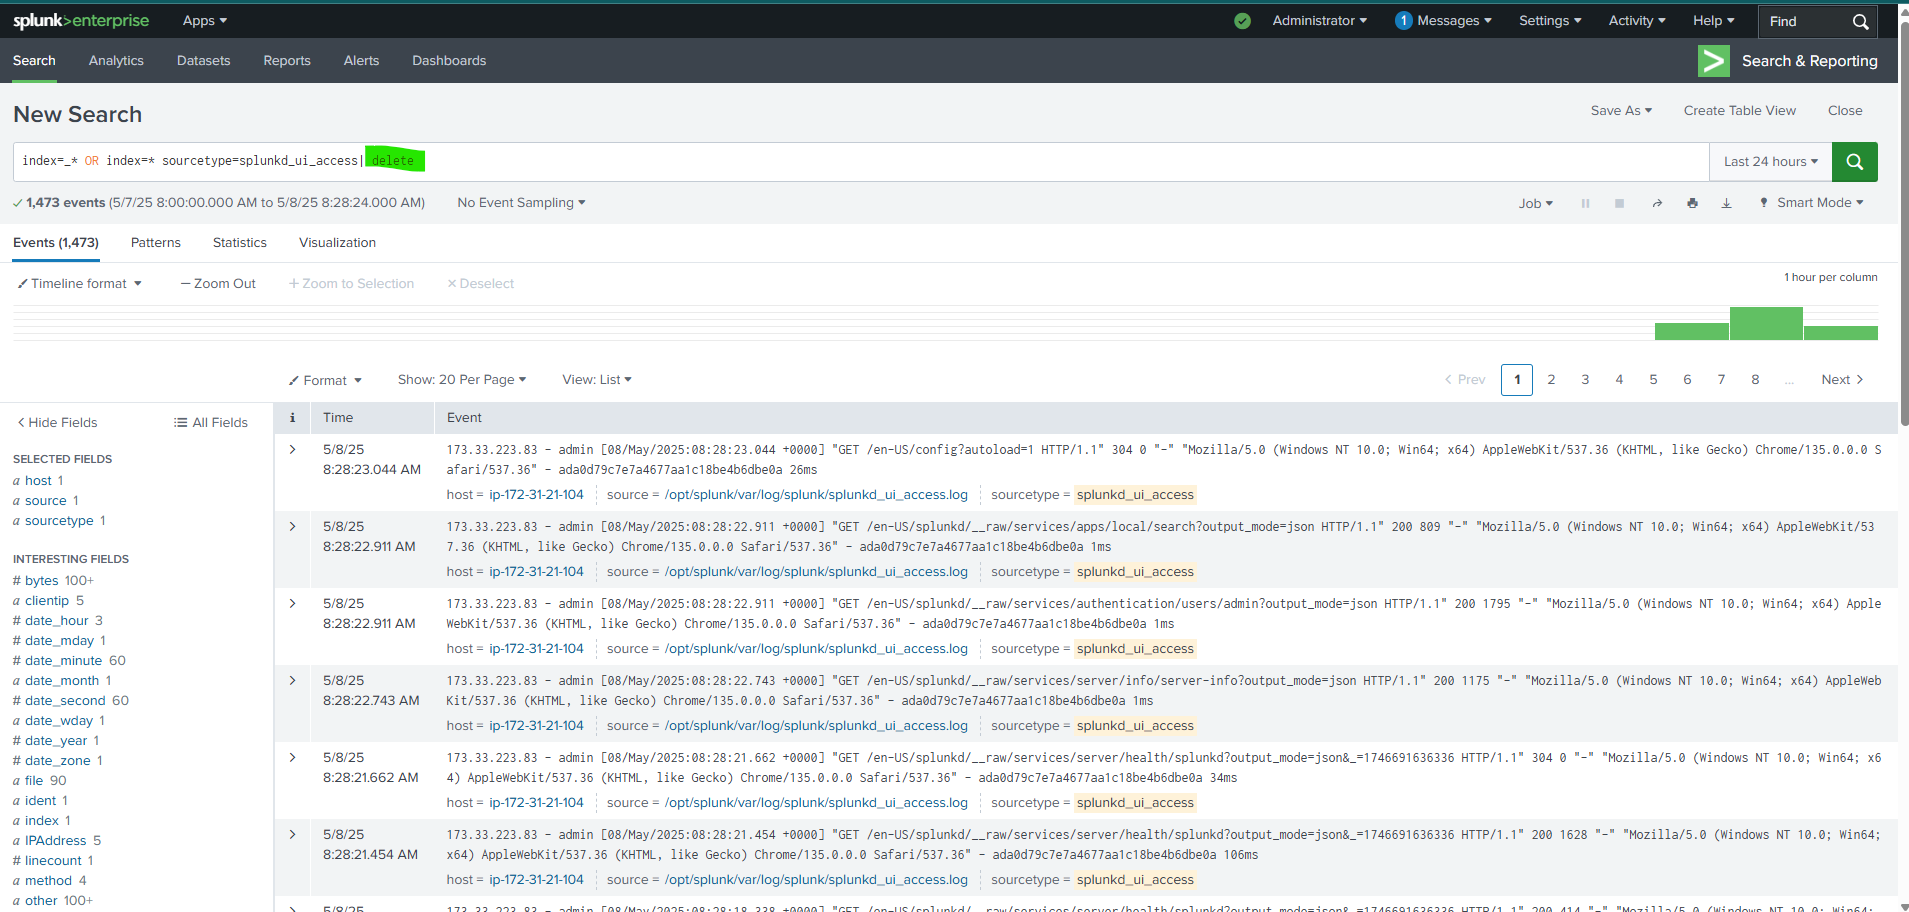 splunk>enterprise Apps Administrator 1 Messages Settings Activity Help Find
Search Analytics Datasets Reports Alerts Dashboards Search & Reporting
New Search Save As Create Table View Close
index=_* OR index=* sourcetype=splunkd_ui_access| delete Last 24 hours
1,473 events (5/7/25 8:00:00.000 AM to 5/8/25 8:28:24.000 AM) No Event Sampling Job Smart Mode
Events (1,473) Patterns Statistics Visualization
Timeline format — Zoom Out + Zoom to Selection × Deselect 1 hour per column
Format Show: 20 Per Page View: List < Prev 1 2 3 4 5 6 7 8 ... Next >
< Hide Fields All Fields
SELECTED FIELDS
a host 1
a source 1
a sourcetype 1
INTERESTING FIELDS
# bytes 100+
a clientip 5
# date_hour 3
# date_mday 1
# date_minute 60
a date_month 1
# date_second 60
a date_wday 1
# date_year 1
# date_zone 1
a file 90
a ident 1
a index 1
a IPAddress 5
# linecount 1
a method 4
a other 100+
i Time Event
> 5/8/25 8:28:23.044 AM
173.33.223.83 - admin [08/May/2025:08:28:23.044 +0000] "GET /en-US/config?autoload=1 HTTP/1.1" 304 0 "-" "Mozilla/5.0 (Windows NT 10.0; Win64; x64) AppleWebKit/537.36 (KHTML, like Gecko) Chrome/135.0.0.0 S
afari/537.36" - ada0d79c7e7a4677aa1c18be4b6dbe0a 26ms
host = ip-172-31-21-104 source = /opt/splunk/var/log/splunk/splunkd_ui_access.log sourcetype = splunkd_ui_access
> 5/8/25 8:28:22.911 AM
173.33.223.83 - admin [08/May/2025:08:28:22.911 +0000] "GET /en-US/splunkd/__raw/services/apps/local/search?output_mode=json HTTP/1.1" 200 809 "-" "Mozilla/5.0 (Windows NT 10.0; Win64; x64) AppleWebKit/53
7.36 (KHTML, like Gecko) Chrome/135.0.0.0 Safari/537.36" - ada0d79c7e7a4677aa1c18be4b6dbe0a 1ms
host = ip-172-31-21-104 source = /opt/splunk/var/log/splunk/splunkd_ui_access.log sourcetype = splunkd_ui_access
> 5/8/25 8:28:22.911 AM
173.33.223.83 - admin [08/May/2025:08:28:22.911 +0000] "GET /en-US/splunkd/__raw/services/authentication/users/admin?output_mode=json HTTP/1.1" 200 1795 "-" "Mozilla/5.0 (Windows NT 10.0; Win64; x64) Apple
WebKit/537.36 (KHTML, like Gecko) Chrome/135.0.0.0 Safari/537.36" - ada0d79c7e7a4677aa1c18be4b6dbe0a 1ms
host = ip-172-31-21-104 source = /opt/splunk/var/log/splunk/splunkd_ui_access.log sourcetype = splunkd_ui_access
> 5/8/25 8:28:22.743 AM
173.33.223.83 - admin [08/May/2025:08:28:22.743 +0000] "GET /en-US/splunkd/__raw/services/server/info/server-info?output_mode=json HTTP/1.1" 200 1175 "-" "Mozilla/5.0 (Windows NT 10.0; Win64; x64) AppleWeb
Kit/537.36 (KHTML, like Gecko) Chrome/135.0.0.0 Safari/537.36" - ada0d79c7e7a4677aa1c18be4b6dbe0a 1ms
host = ip-172-31-21-104 source = /opt/splunk/var/log/splunk/splunkd_ui_access.log sourcetype = splunkd_ui_access
> 5/8/25 8:28:21.662 AM
173.33.223.83 - admin [08/May/2025:08:28:21.662 +0000] "GET /en-US/splunkd/__raw/services/server/health/splunkd?output_mode=json&_=1746691636336 HTTP/1.1" 304 0 "-" "Mozilla/5.0 (Windows NT 10.0; Win64; x6
4) AppleWebKit/537.36 (KHTML, like Gecko) Chrome/135.0.0.0 Safari/537.36" - ada0d79c7e7a4677aa1c18be4b6dbe0a 34ms
host = ip-172-31-21-104 source = /opt/splunk/var/log/splunk/splunkd_ui_access.log sourcetype = splunkd_ui_access
> 5/8/25 8:28:21.454 AM
173.33.223.83 - admin [08/May/2025:08:28:21.454 +0000] "GET /en-US/splunkd/__raw/services/server/health/splunkd?output_mode=json&_=1746691636336 HTTP/1.1" 200 1628 "-" "Mozilla/5.0 (Windows NT 10.0; Win64;
x64) AppleWebKit/537.36 (KHTML, like Gecko) Chrome/135.0.0.0 Safari/537.36" - ada0d79c7e7a4677aa1c18be4b6dbe0a 106ms
host = ip-172-31-21-104 source = /opt/splunk/var/log/splunk/splunkd_ui_access.log sourcetype = splunkd_ui_access